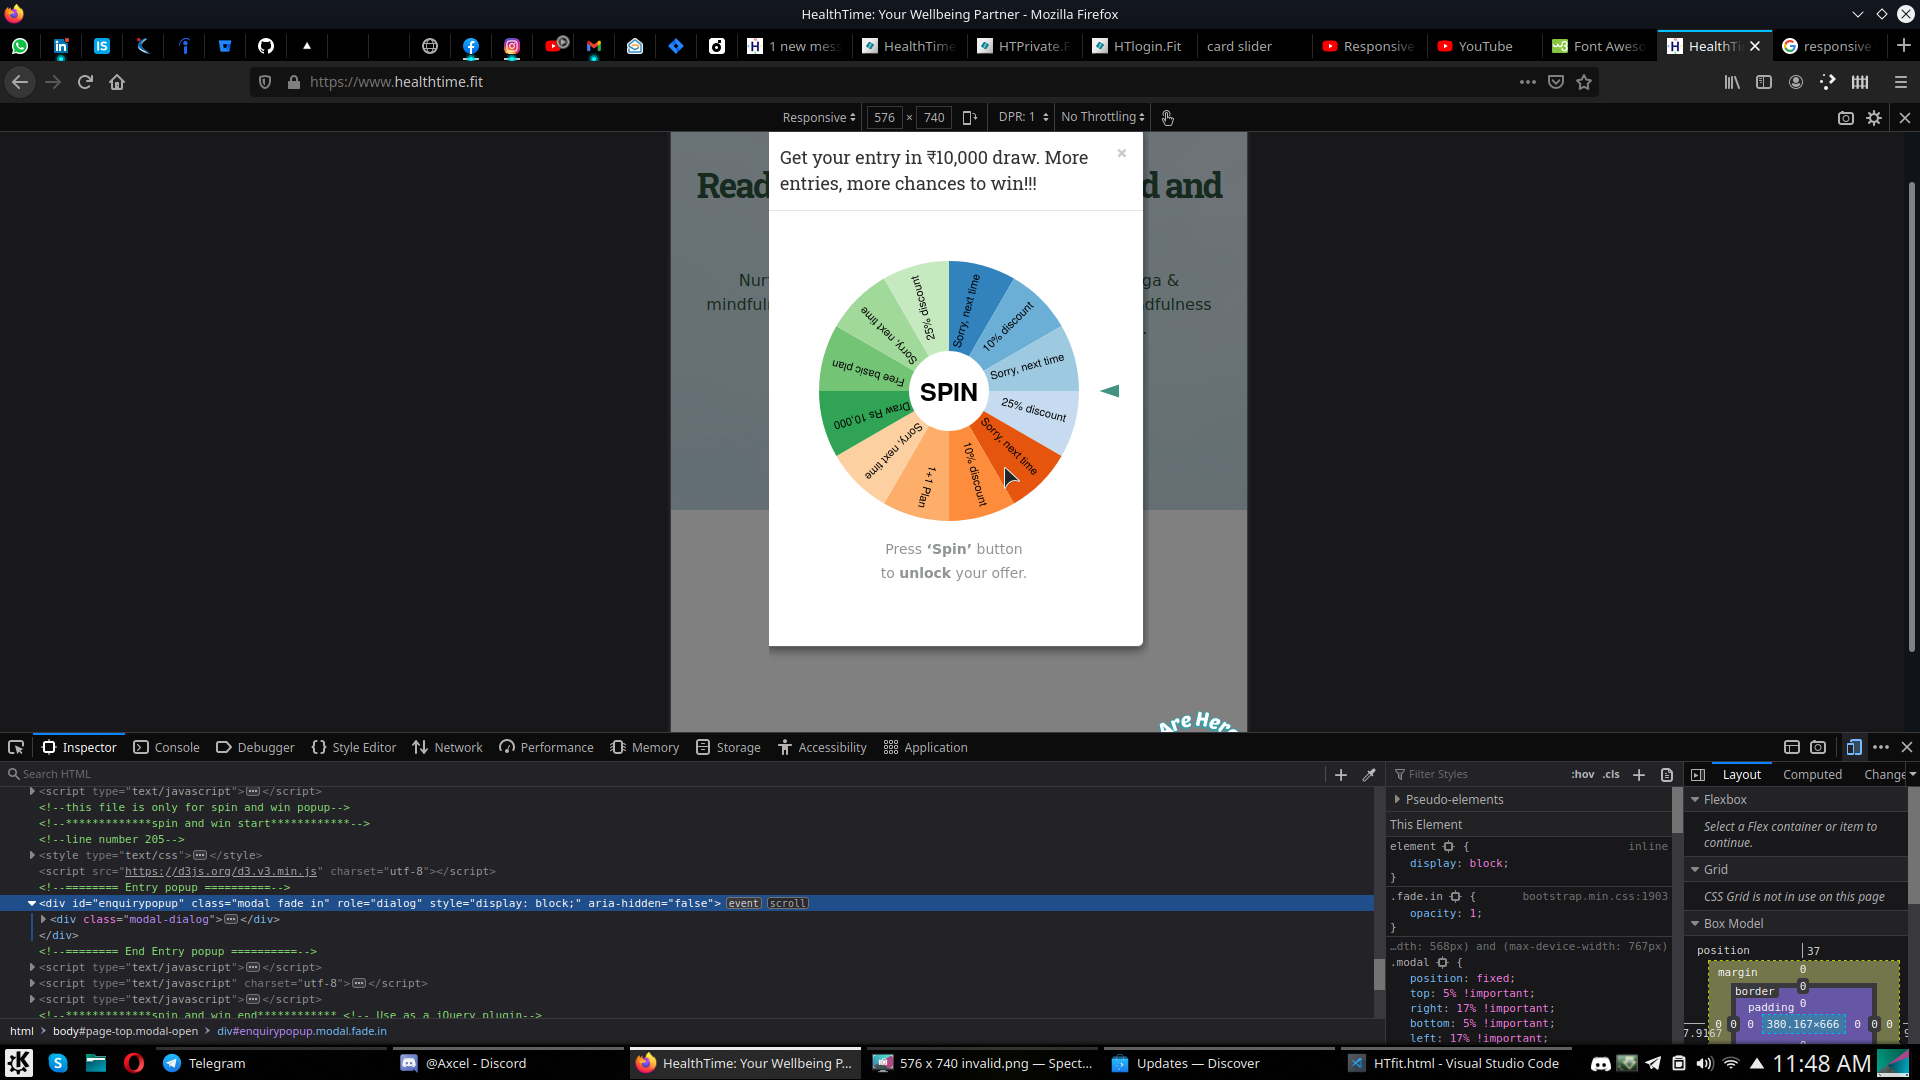 HealthTime: Your Wellbeing Partner - Mozilla Firefox
1 new mes
HealthTime
HTPrivate.F
HTlogin.Fit
card slider
Responsive
YouTube
Font Aweso
HealthTi
responsive
https://www.healthtime.fit
Responsive 576 × 740 DPR: 1 No Throttling
Get your entry in ₹10,000 draw. More
entries, more chances to win!!!
Read
d and
Nur
ga &
mindful
dfulness
Sorry, next time
10% discount
Sorry, next time
25% discount
Sorry, next time
10% discount
1+1 Plan
Sorry, next time
Draw Rs 10,000
Free basic plan
Sorry, next time
25% discount
SPIN
Press ‘Spin’ button
to unlock your offer.
Are Here
Inspector Console Debugger Style Editor Network Performance Memory Storage Accessibility Application
Search HTML
<script type="text/javascript"></script>
<!--this file is only for spin and win popup-->
<!--*************spin and win start************-->
<!--line number 205-->
<style type="text/css"></style>
<script src="https://d3js.org/d3.v3.min.js" charset="utf-8"></script>
<!--======== Entry popup ==========-->
<div id="enquirypopup" class="modal fade in" role="dialog" style="display: block;" aria-hidden="false"> event scroll
<div class="modal-dialog"></div>
</div>
<!--======== End Entry popup ==========-->
<script type="text/javascript"></script>
<script type="text/javascript" charset="utf-8"></script>
<script type="text/javascript"></script>
<!--*************spin and win end************ <!-- Use as a jQuery plugin-->
html body#page-top.modal-open div#enquirypopup.modal.fade.in
Filter Styles :hov .cls
Pseudo-elements
This Element
element { inline
display: block;
}
.fade.in { bootstrap.min.css:1903
opacity: 1;
}
…dth: 568px) and (max-device-width: 767px)
.modal {
position: fixed;
top: 5% !important;
right: 17% !important;
bottom: 5% !important;
left: 17% !important;
Layout Computed Change
Flexbox
Select a Flex container or item to
continue.
Grid
CSS Grid is not in use on this page
Box Model
position 37
margin 0
border 0
padding 0
7.9167 0 0 0 380.167×666 0 0 0
Telegram
@Axcel - Discord
HealthTime: Your Wellbeing P...
576 x 740 invalid.png — Spect...
Updates — Discover
HTfit.html - Visual Studio Code
11:48 AM